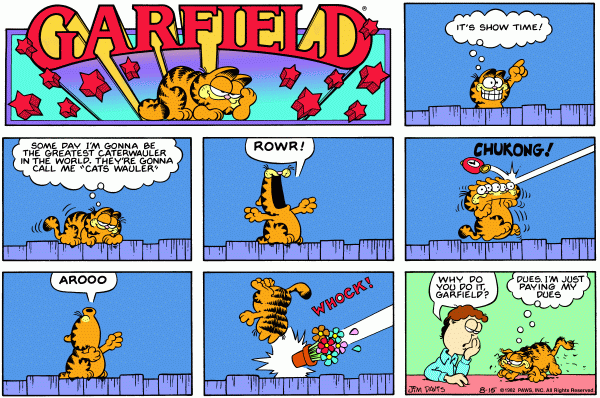 GARFIELD
®
IT'S SHOW TIME!
SOME DAY I'M GONNA BE
THE GREATEST CATERWAULER
IN THE WORLD. THEY'RE GONNA
CALL ME "CATS WAULER"
ROWR!
CHUKONG!
AROOO
WHOCK!
WHY DO
YOU DO IT,
GARFIELD?
DUES. I'M JUST
PAYING MY
DUES
JIM DAVIS
8-15
©1982 PAWS, INC. All Rights Reserved.